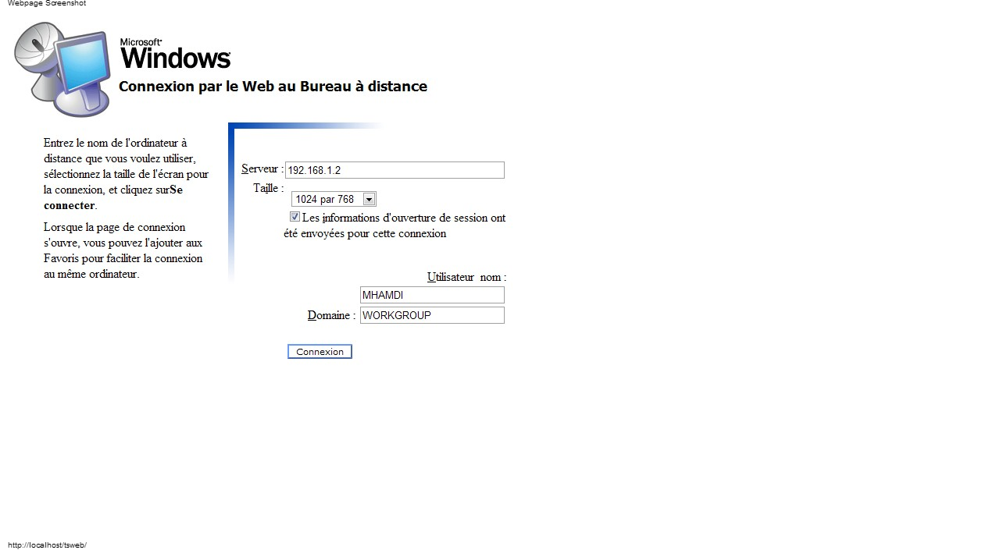 Webpage Screenshot
Microsoft®
Windows
Connexion par le Web au Bureau à distance
Entrez le nom de l'ordinateur à
distance que vous voulez utiliser,
sélectionnez la taille de l'écran pour
la connexion, et cliquez surSe
connecter.
Lorsque la page de connexion
s'ouvre, vous pouvez l'ajouter aux
Favoris pour faciliter la connexion
au même ordinateur.
Serveur : 192.168.1.2
Taille :
1024 par 768
Les informations d'ouverture de session ont
été envoyées pour cette connexion
Utilisateur nom :
MHAMDI
Domaine : WORKGROUP
Connexion
http://localhost/tsweb/